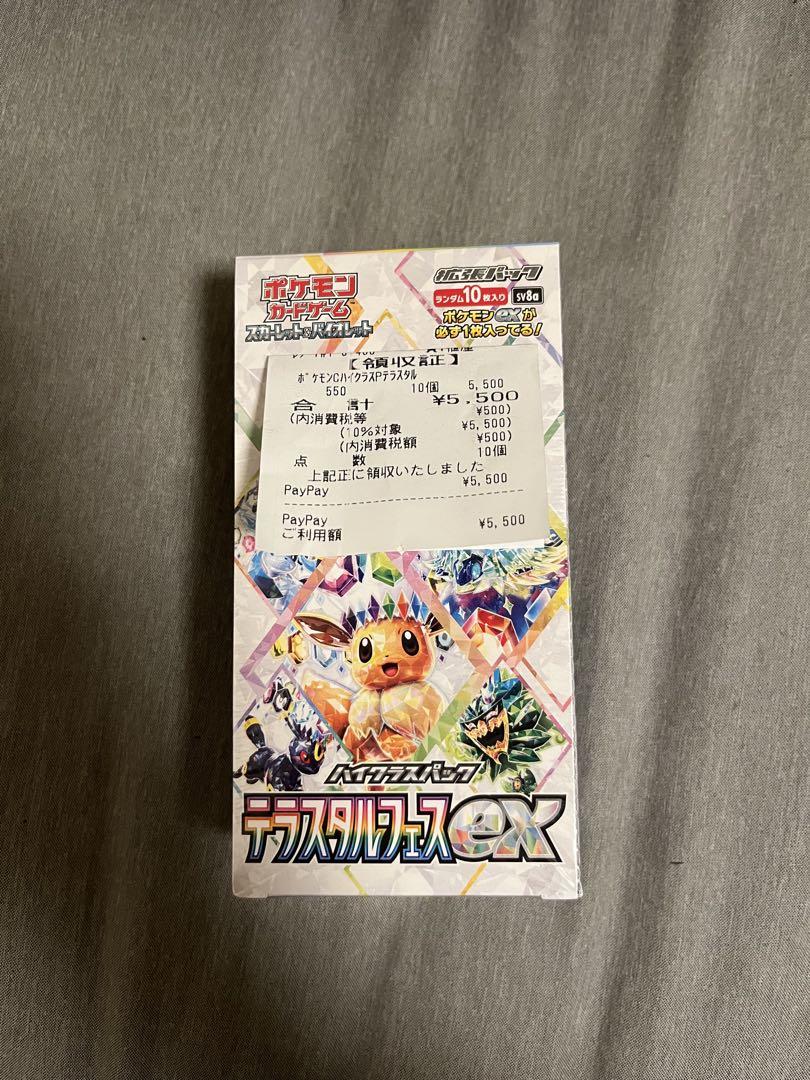 ポケモン
カードゲーム
スカーレット&バイオレット
拡張パック
ランダム10枚入り
sv8a
ポケモンexが
必ず1枚入ってる!
【領収証】
ポケモンCハイクラスPテラスタル
550 10個 5,500
合 計 ¥5,500
(内消費税等 ¥500)
(10%対象 ¥5,500)
(内消費税額 ¥500)
点 数 10個
上記正に領収いたしました
PayPay ¥5,500
PayPay
ご利用額 ¥5,500
ハイクラスパック
テラスタルフェスex